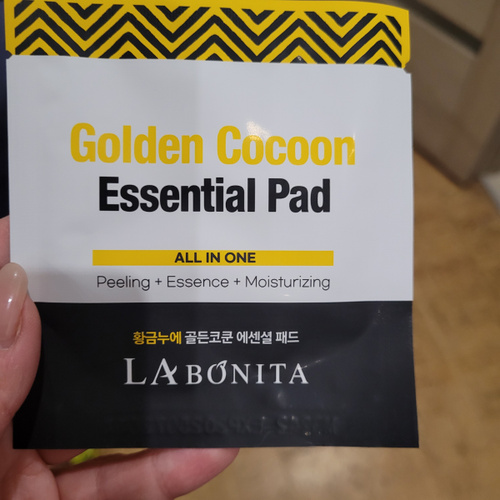 Golden Cocoon
Essential Pad
ALL IN ONE
Peeling + Essence + Moisturizing
황금누에 골든코쿤 에센셜 패드
LABONITA